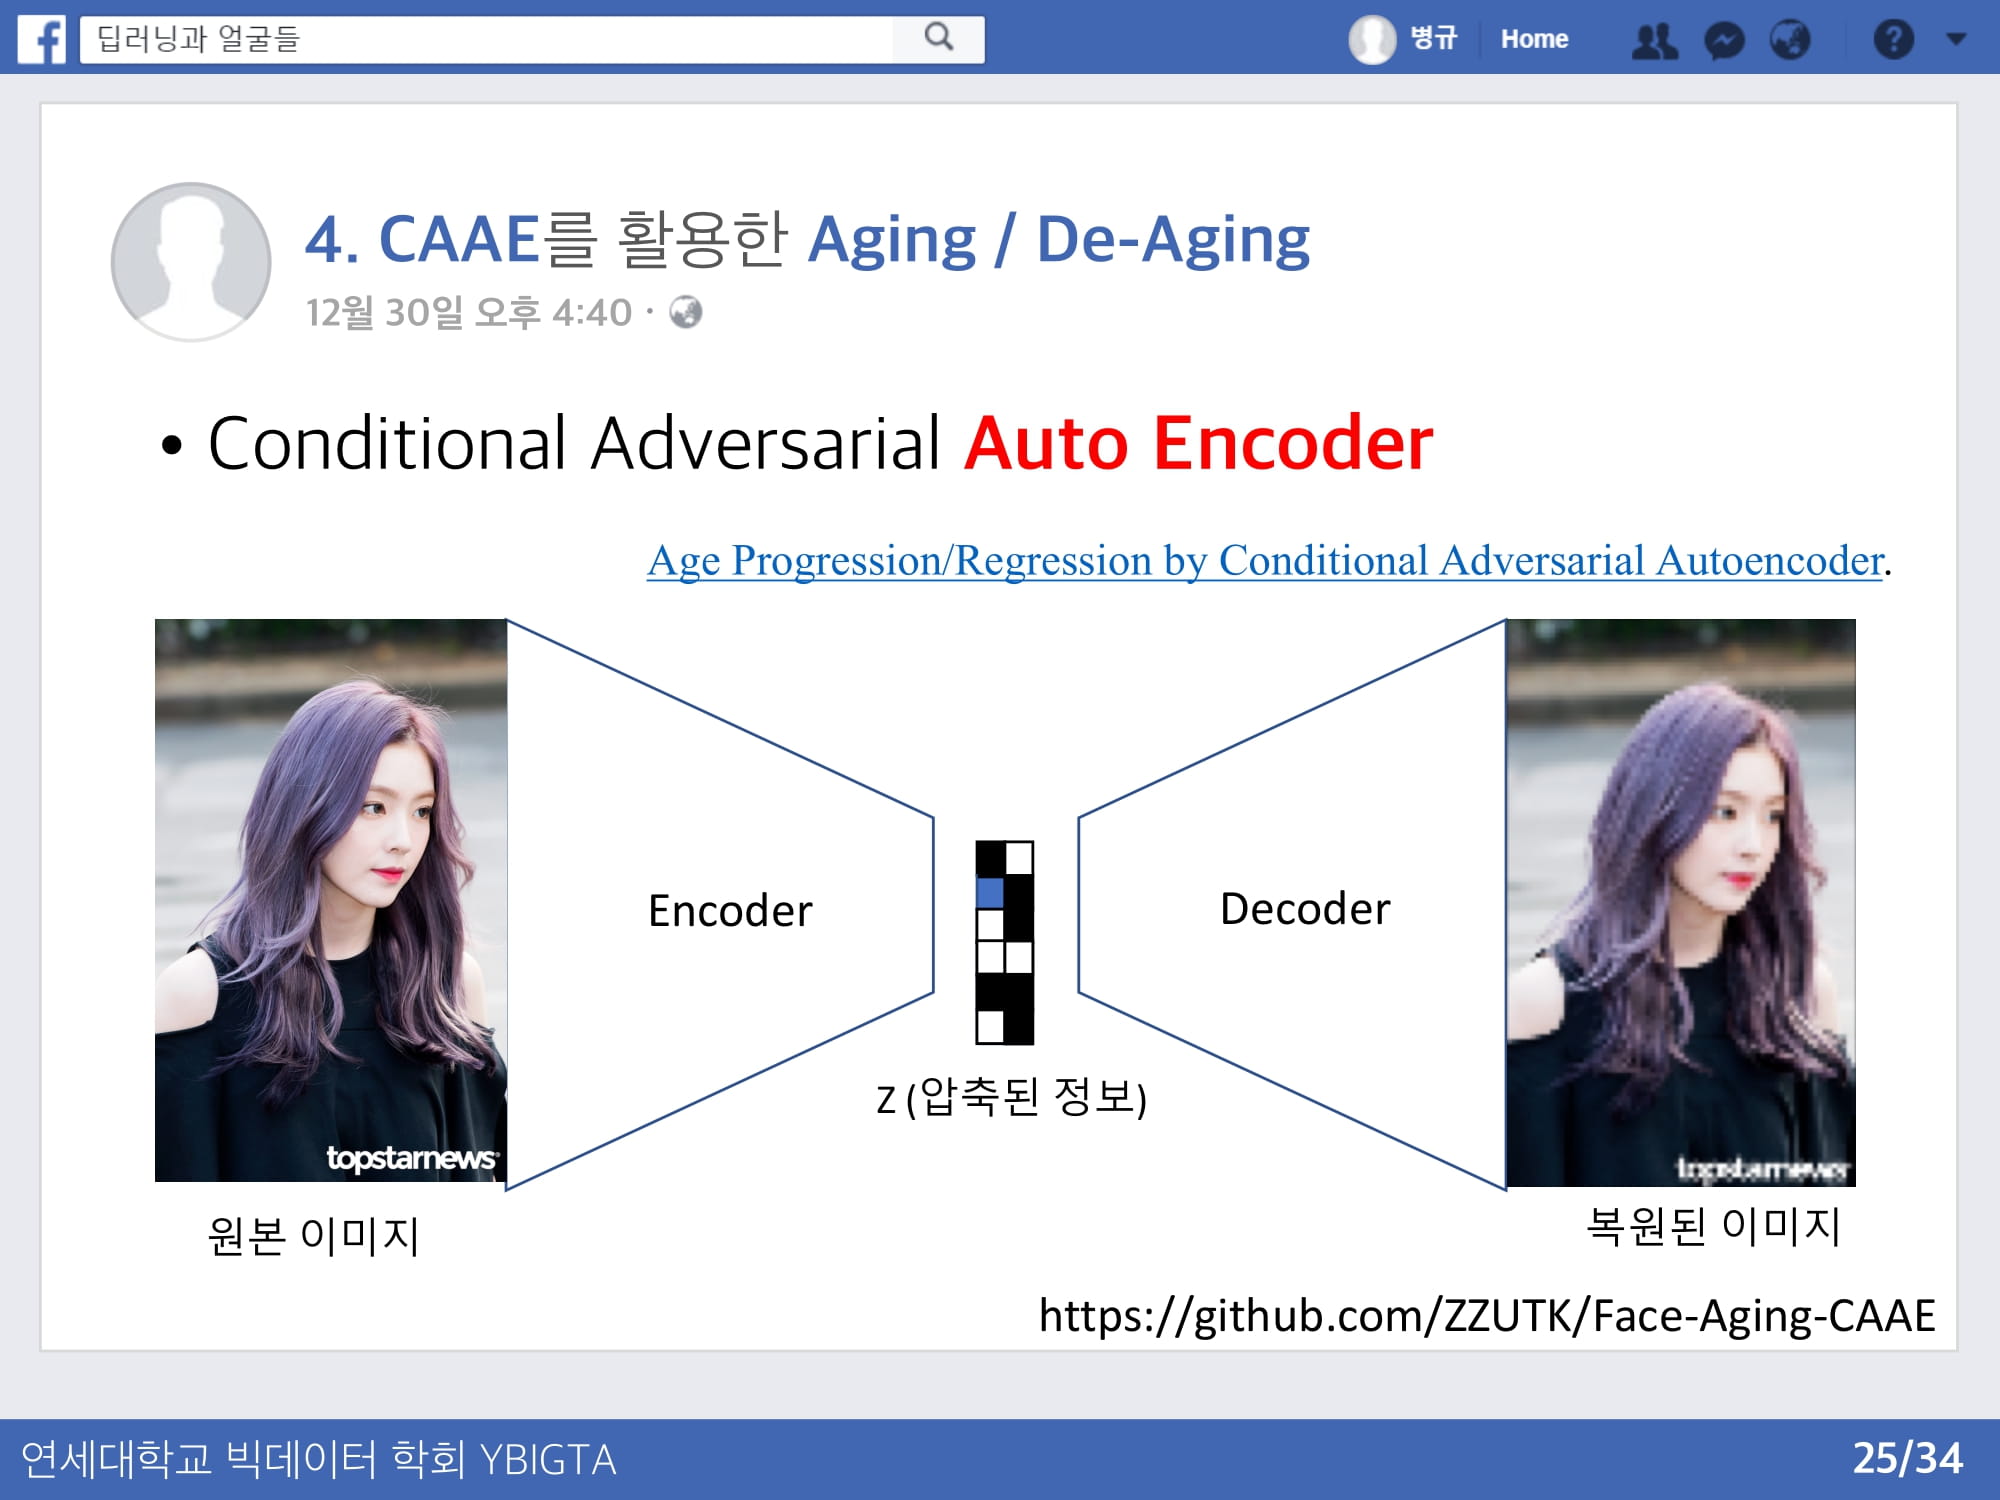 딥러닝과 얼굴들
병규 Home
4. CAAE를 활용한 Aging / De-Aging
12월 30일 오후 4:40 ·
• Conditional Adversarial Auto Encoder
Age Progression/Regression by Conditional Adversarial Autoencoder.
Encoder
Decoder
Z (압축된 정보)
topstarnews
topstarnews
원본 이미지
복원된 이미지
https://github.com/ZZUTK/Face-Aging-CAAE
연세대학교 빅데이터 학회 YBIGTA
25/34